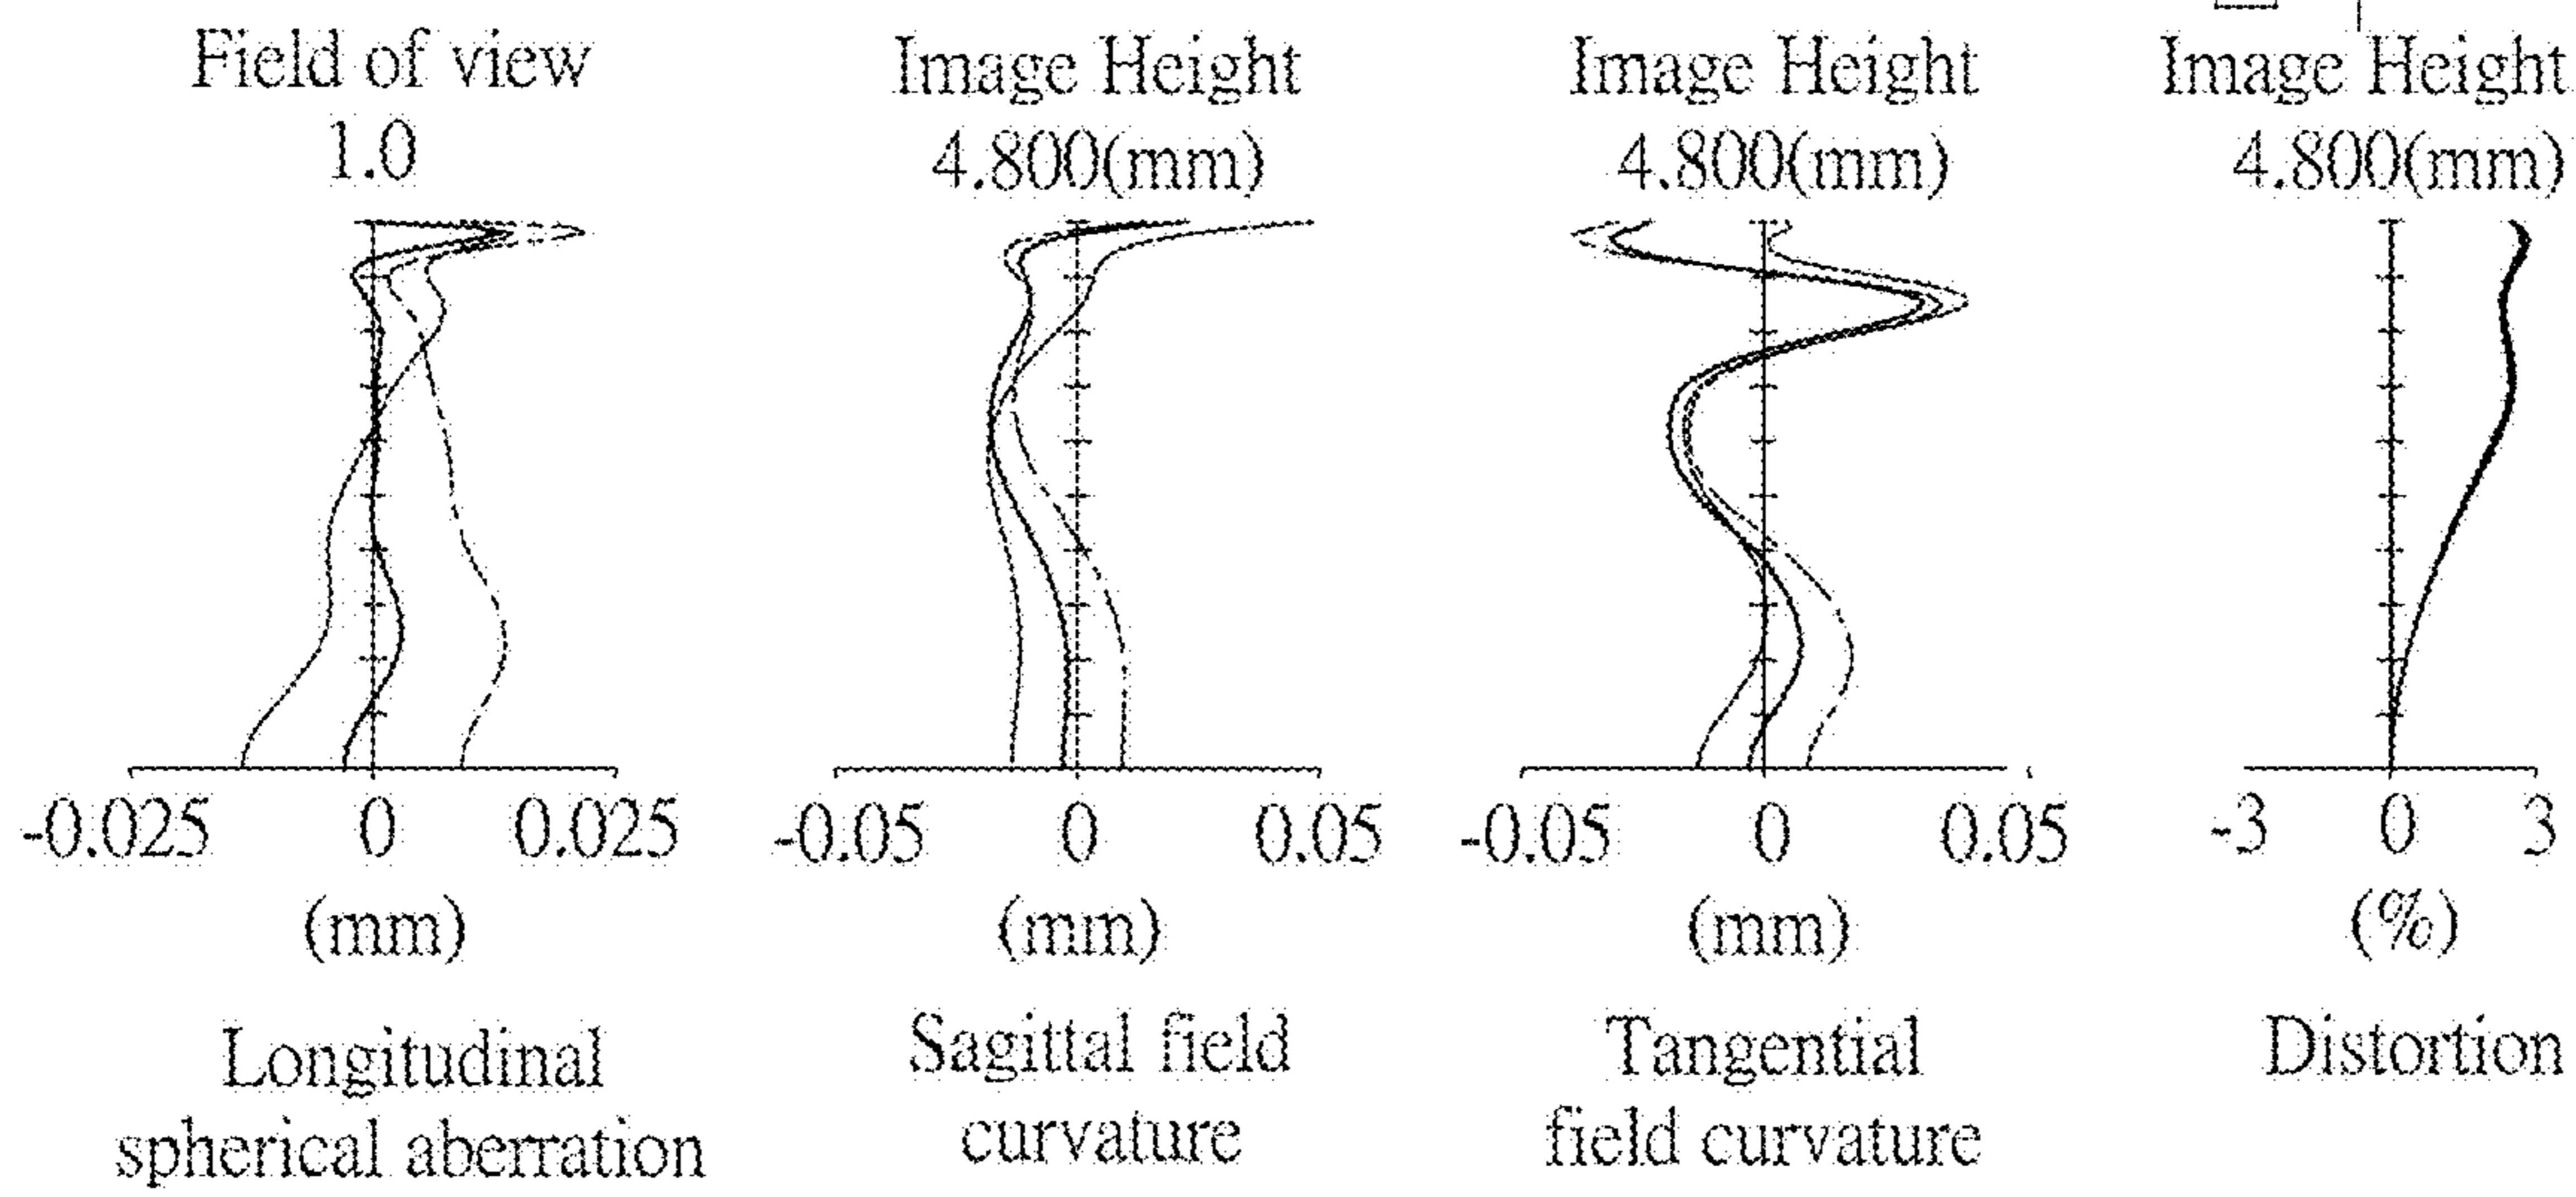 Field of view
1.0
-0.025 0 0.025
(mm)
Longitudinal
spherical aberration
Image Height
4.800(mm)
-0.05 0 0.05
(mm)
Sagittal field
curvature
Image Height
4.800(mm)
-0.05 0 0.05
(mm)
Tangential
field curvature
Image Height
4.800(mm)
-3 0 3
(%)
Distortion